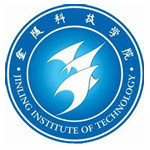 金陵科技学院
JINLING INSTITUTE OF TECHNOLOGY